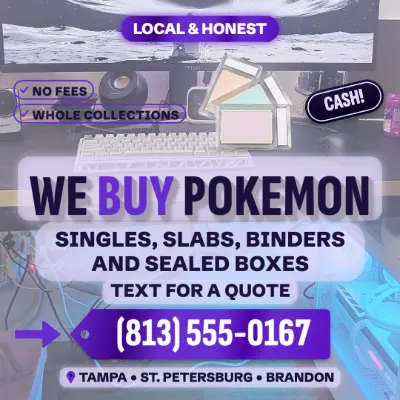 LOCAL & HONEST
NO FEES
WHOLE COLLECTIONS
CASH!
WE BUY POKEMON
SINGLES, SLABS, BINDERS
AND SEALED BOXES
TEXT FOR A QUOTE
(813) 555-0167
TAMPA • ST. PETERSBURG • BRANDON